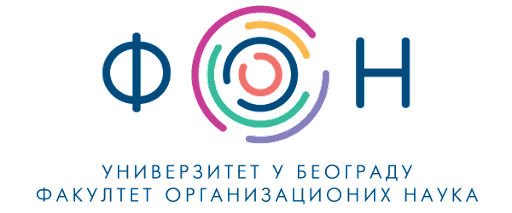 ФОН
УНИВЕРЗИТЕТ У БЕОГРАДУ
ФАКУЛТЕТ ОРГАНИЗАЦИОНИХ НАУКА